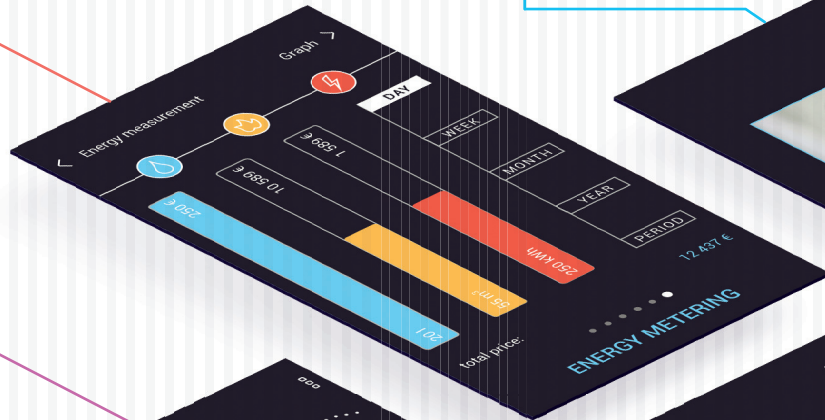 Energy measurement
Graph
DAY
WEEK
MONTH
YEAR
PERIOD
250 €
10 589 €
1 589 €
20 l
55 m³
250 kWh
total price:
12.437 €
ENERGY METERING